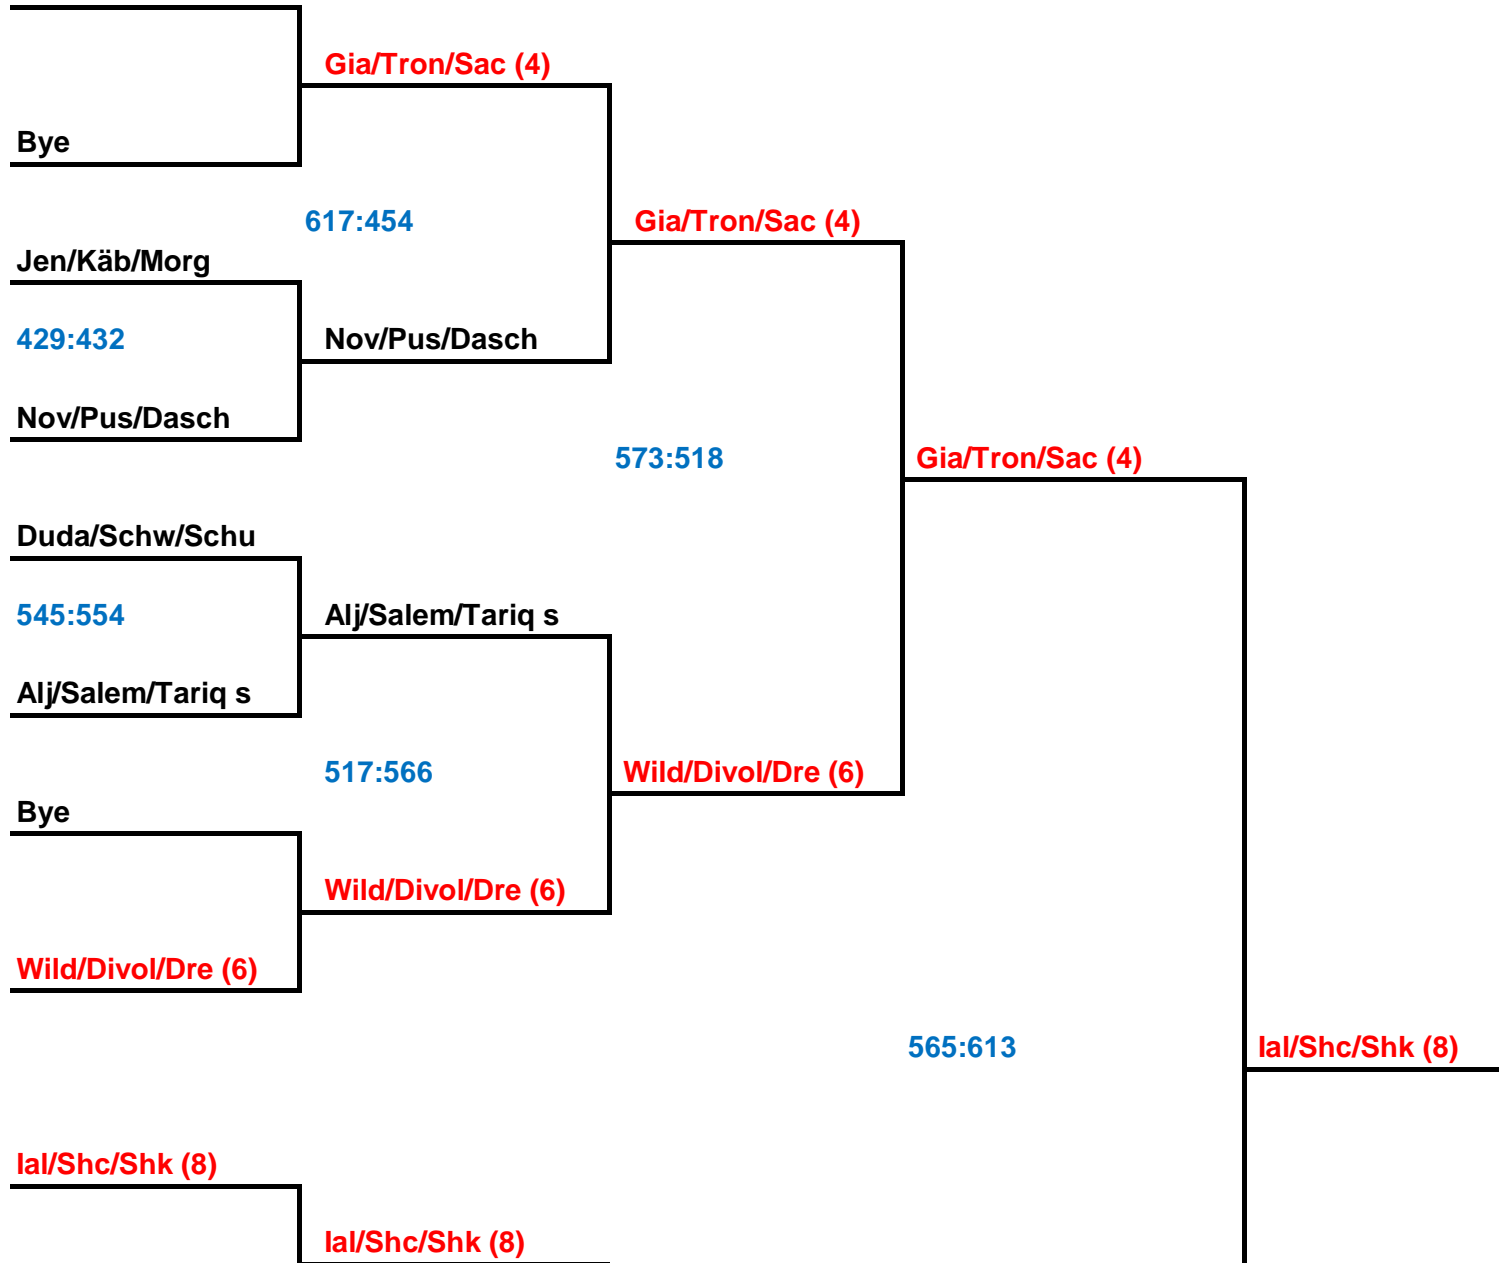 Gia/Tron/Sac (4)
Bye
617:454
Gia/Tron/Sac (4)
Jen/Käb/Morg
429:432
Nov/Pus/Dasch
Nov/Pus/Dasch
573:518
Gia/Tron/Sac (4)
Duda/Schw/Schu
545:554
Alj/Salem/Tariq s
Alj/Salem/Tariq s
517:566
Wild/Divol/Dre (6)
Bye
Wild/Divol/Dre (6)
Wild/Divol/Dre (6)
565:613
Ial/Shc/Shk (8)
Ial/Shc/Shk (8)
Ial/Shc/Shk (8)